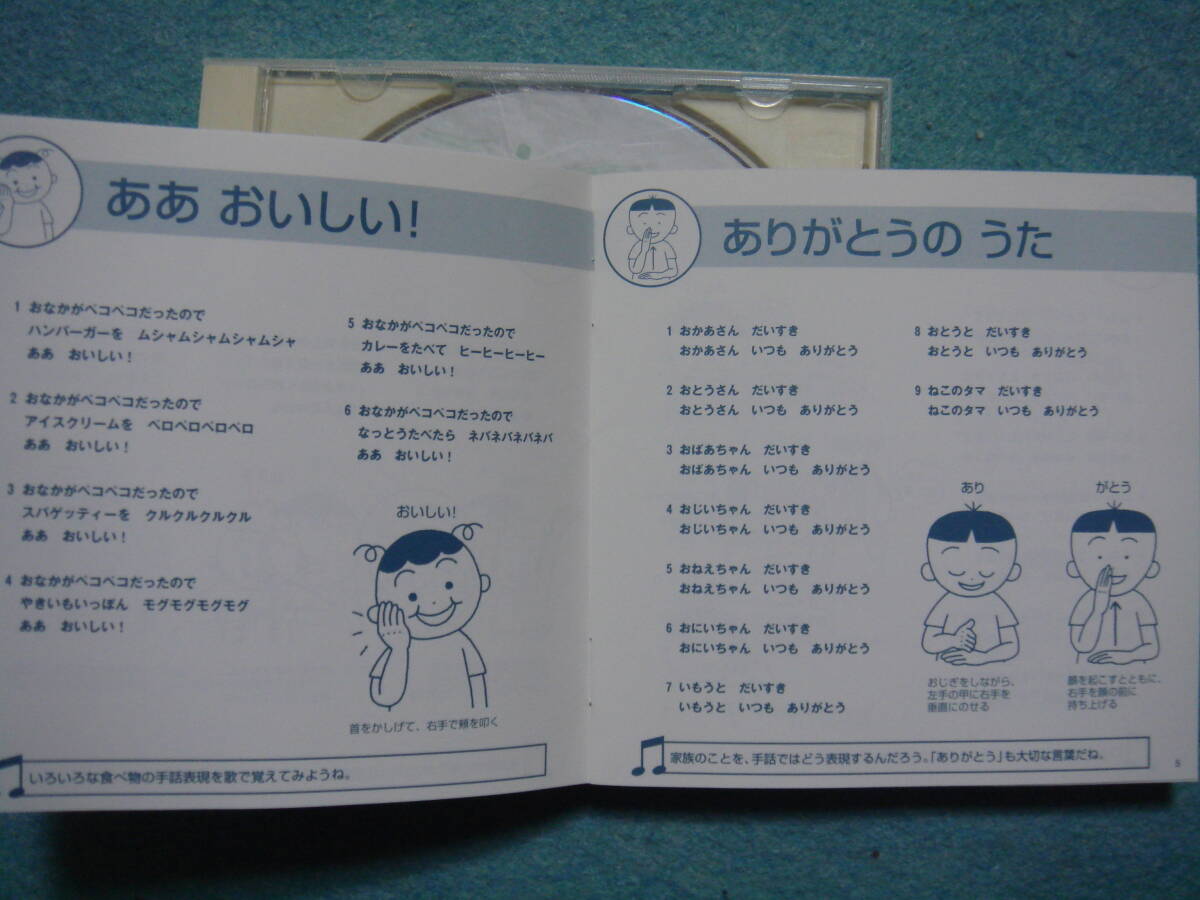 ああ おいしい!
1 おなかがペコペコだったので
ハンバーガーを ムシャムシャムシャムシャ
ああ おいしい!
2 おなかがペコペコだったので
アイスクリームを ペロペロペロペロ
ああ おいしい!
3 おなかがペコペコだったので
スパゲッティーを クルクルクルクル
ああ おいしい!
4 おなかがペコペコだったので
やきいもいっぽん モグモグモグモグ
ああ おいしい!
5 おなかがペコペコだったので
カレーをたべて ヒーヒーヒーヒー
ああ おいしい!
6 おなかがペコペコだったので
なっとうたべたら ネバネバネバネバ
ああ おいしい!
おいしい!
首をかしげて、右手で頬を叩く
いろいろな食べ物の手話表現を歌で覚えてみようね。
ありがとうの うた
1 おかあさん だいすき
おかあさん いつも ありがとう
2 おとうさん だいすき
おとうさん いつも ありがとう
3 おばあちゃん だいすき
おばあちゃん いつも ありがとう
4 おじいちゃん だいすき
おじいちゃん いつも ありがとう
5 おねえちゃん だいすき
おねえちゃん いつも ありがとう
6 おにいちゃん だいすき
おにいちゃん いつも ありがとう
7 いもうと だいすき
いもうと いつも ありがとう
8 おとうと だいすき
おとうと いつも ありがとう
9 ねこのタマ だいすき
ねこのタマ いつも ありがとう
あり
おじぎをしながら、
左手の甲に右手を
垂直にのせる
がとう
顔を起こすとともに、
右手を顔の前に
持ち上げる
家族のことを、手話ではどう表現するんだろう。「ありがとう」も大切な言葉だね。
5